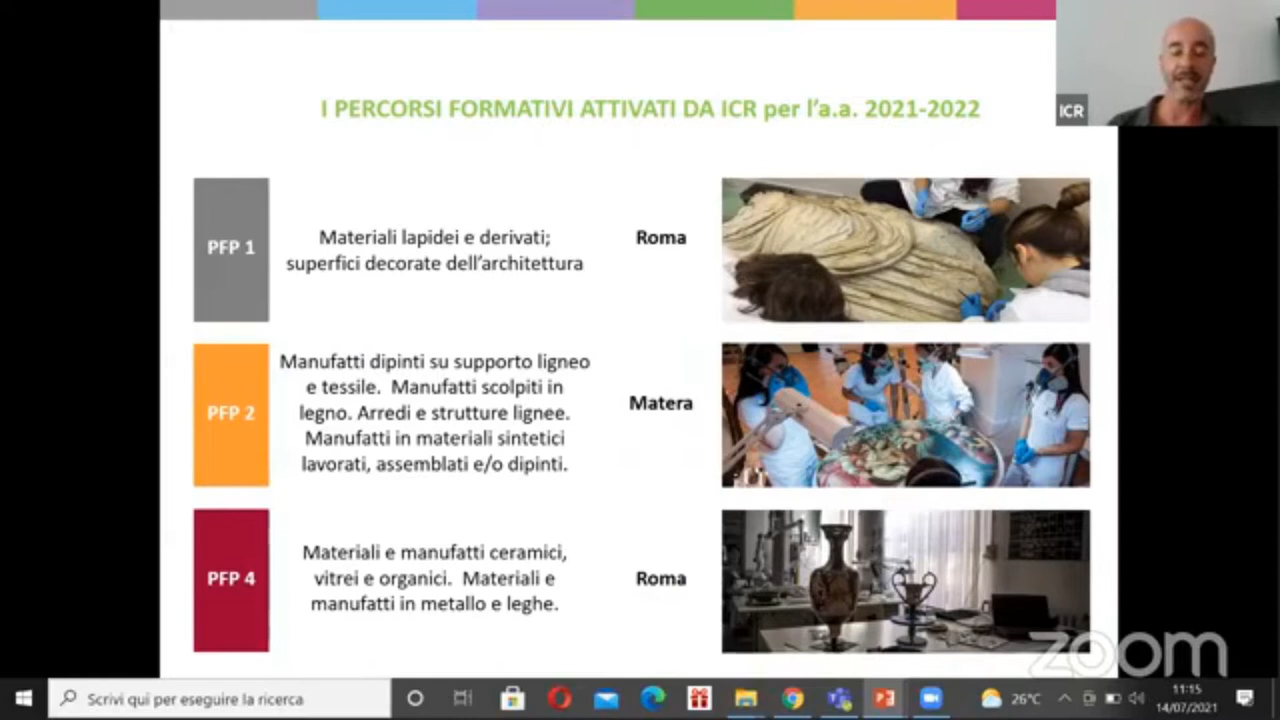 I PERCORSI FORMATIVI ATTIVATI DA ICR per l'a.a. 2021-2022
ICR
PFP 1
Materiali lapidei e derivati;
superfici decorate dell'architettura
Roma
PFP 2
Manufatti dipinti su supporto ligneo
e tessile. Manufatti scolpiti in
legno. Arredi e strutture lignee.
Manufatti in materiali sintetici
lavorati, assemblati e/o dipinti.
Matera
PFP 4
Materiali e manufatti ceramici,
vitrei e organici. Materiali e
manufatti in metallo e leghe.
Roma
zoom
Scrivi qui per eseguire la ricerca
26°C
11:15
14/07/2021